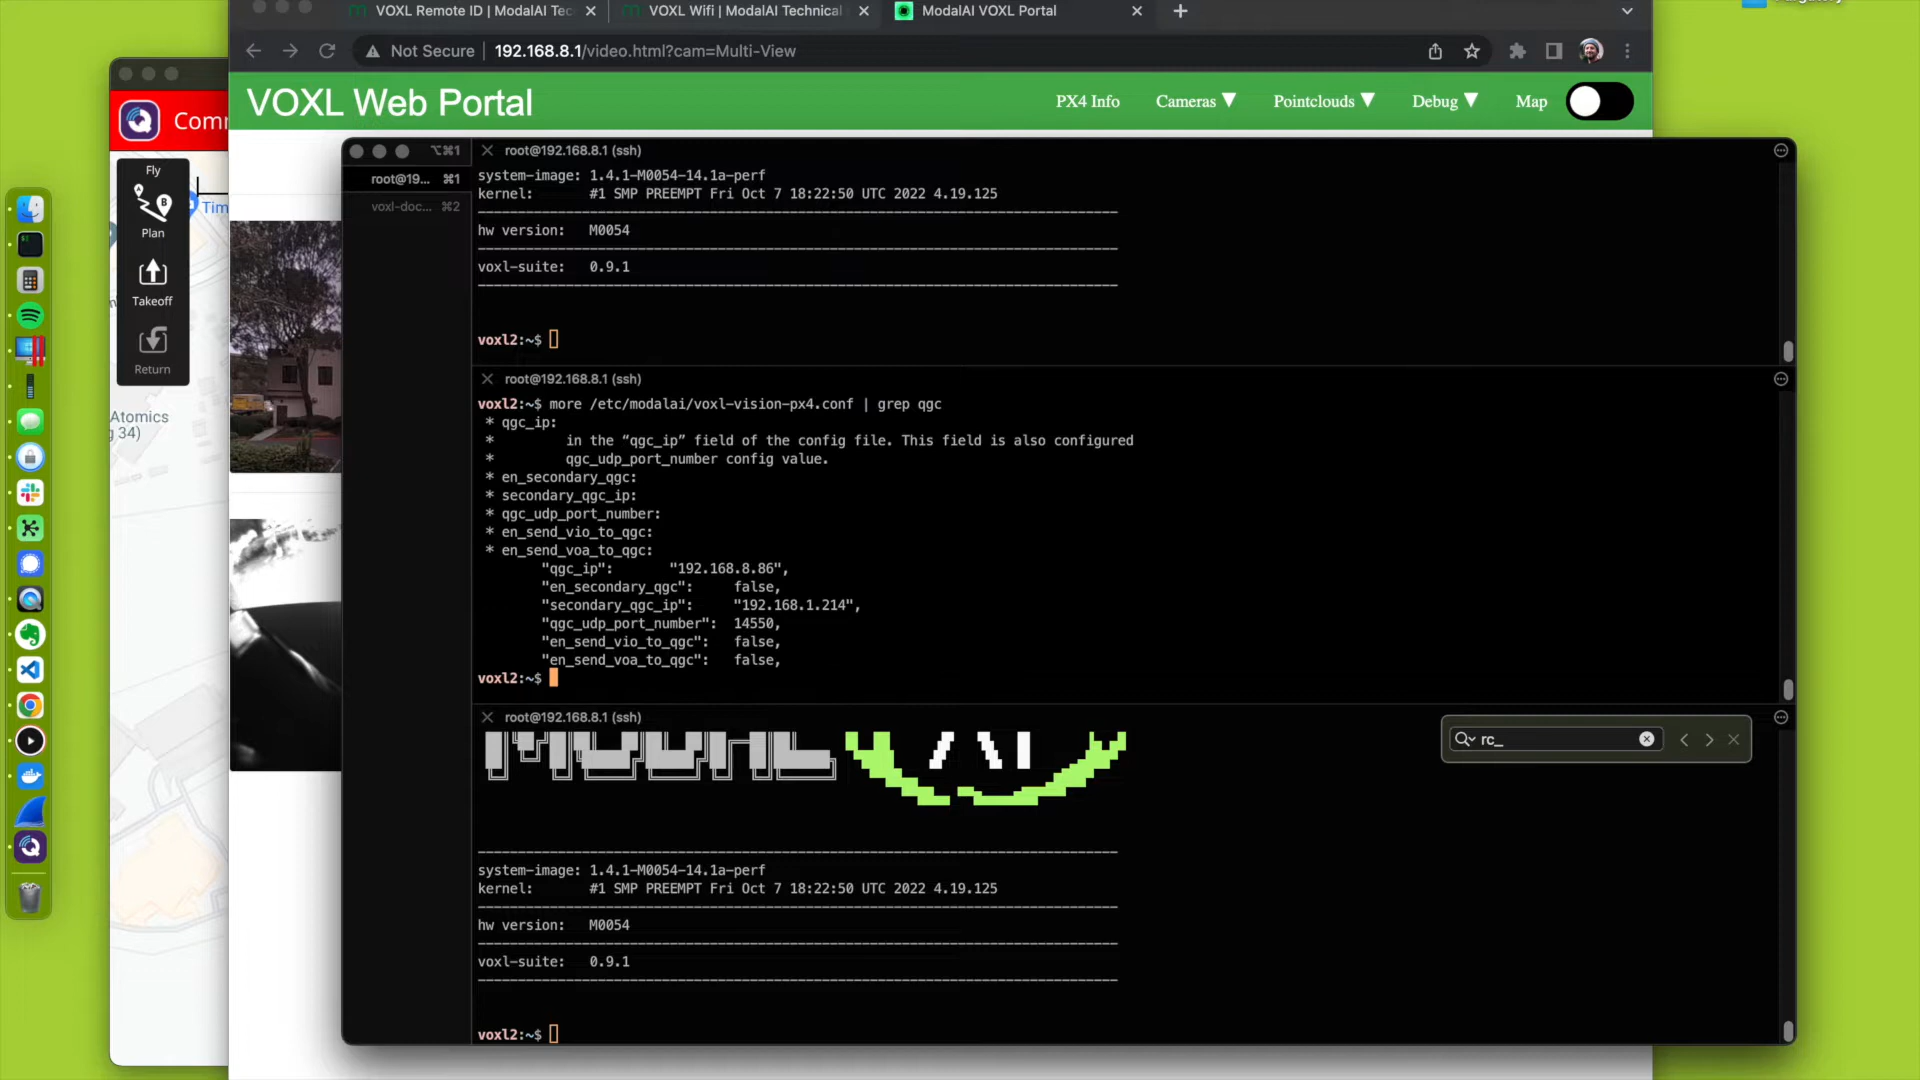 VOXL Remote ID | ModalAI Tec
VOXL Wifi | ModalAI Technical
ModalAI VOXL Portal
Not Secure
192.168.8.1/video.html?cam=Multi-View
VOXL Web Portal
PX4 Info
Cameras ▼
Pointclouds ▼
Debug ▼
Map
Comm
Fly
Plan
Takeoff
Return
Tim
Atomics
g 34)
⌥⌘1
root@19... ⌘1
voxl-doc... ⌘2
root@192.168.8.1 (ssh)
system-image: 1.4.1-M0054-14.1a-perf
kernel: #1 SMP PREEMPT Fri Oct 7 18:22:50 UTC 2022 4.19.125
hw version: M0054
voxl-suite: 0.9.1
voxl2:~$
root@192.168.8.1 (ssh)
voxl2:~$ more /etc/modalai/voxl-vision-px4.conf | grep qgc
* qgc_ip:
* in the “qgc_ip” field of the config file. This field is also configured
* qgc_udp_port_number config value.
* en_secondary_qgc:
* secondary_qgc_ip:
* qgc_udp_port_number:
* en_send_vio_to_qgc:
* en_send_voa_to_qgc:
"qgc_ip": "192.168.8.86",
"en_secondary_qgc": false,
"secondary_qgc_ip": "192.168.1.214",
"qgc_udp_port_number": 14550,
"en_send_vio_to_qgc": false,
"en_send_voa_to_qgc": false,
voxl2:~$
root@192.168.8.1 (ssh)
rc_
system-image: 1.4.1-M0054-14.1a-perf
kernel: #1 SMP PREEMPT Fri Oct 7 18:22:50 UTC 2022 4.19.125
hw version: M0054
voxl-suite: 0.9.1
voxl2:~$